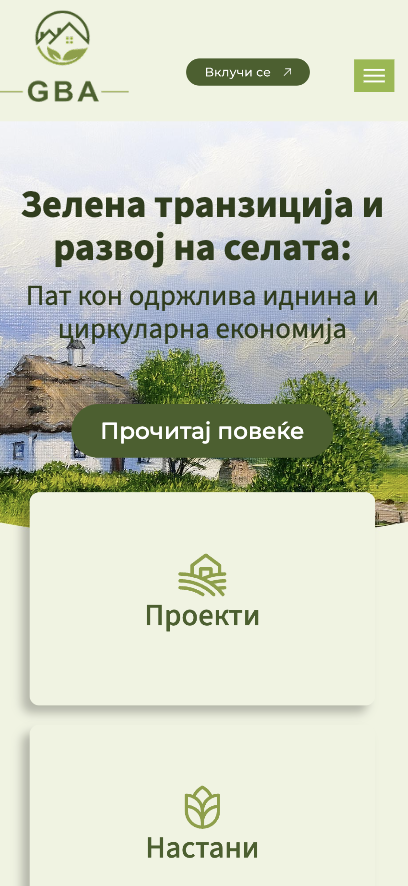 GBA
Вклучи се
Зелена транзиција и
развој на селата:
Пат кон одржлива иднина и
циркуларна економија
Прочитај повеќе
Проекти
Настани